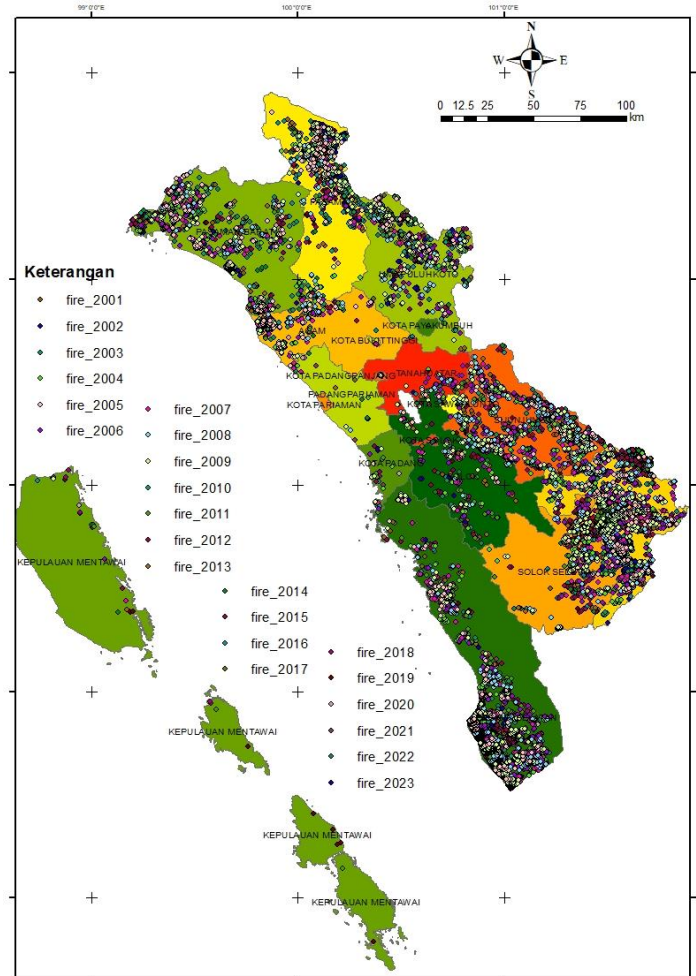 99°0'0"E 100°0'0"E 101°0'0"E
N
W E
S
0 12.5 25 50 75 100
km
Keterangan
fire_2001
fire_2002
fire_2003
fire_2004
fire_2005
fire_2006
fire_2007
fire_2008
fire_2009
fire_2010
fire_2011
fire_2012
fire_2013
fire_2014
fire_2015
fire_2016
fire_2017
fire_2018
fire_2019
fire_2020
fire_2021
fire_2022
fire_2023
KOTA PAYAKUMBUH
AGAM
KOTA BUKITTINGGI
KOTA PADANG PANJANG
PADANG PARIAMAN
KOTA PARIAMAN
KOTA PADANG
KEPULAUAN MENTAWAI
KEPULAUAN MENTAWAI
KEPULAUAN MENTAWAI
KEPULAUAN MENTAWAI